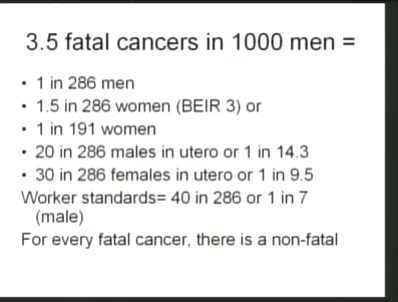 3.5 fatal cancers in 1000 men =
• 1 in 286 men
• 1.5 in 286 women (BEIR 3) or
• 1 in 191 women
• 20 in 286 males in utero or 1 in 14.3
• 30 in 286 females in utero or 1 in 9.5
Worker standards= 40 in 286 or 1 in 7
(male)
For every fatal cancer, there is a non-fatal